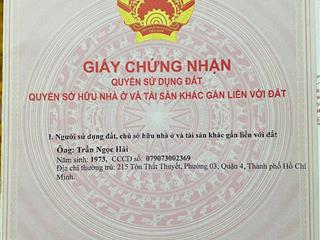 GIẤY CHỨNG NHẬN
QUYỀN SỬ DỤNG ĐẤT
QUYỀN SỞ HỮU NHÀ Ở VÀ TÀI SẢN KHÁC GẮN LIỀN VỚI ĐẤT
I. Người sử dụng đất, chủ sở hữu nhà ở và tài sản khác gắn liền với đất
Ông: Trần Ngọc Hải
Năm sinh: 1973, CCCD số: 079073002369
Địa chỉ thường trú: 215 Tôn Thất Thuyết, Phường 03, Quận 4, Thành phố Hồ Chí
Minh.